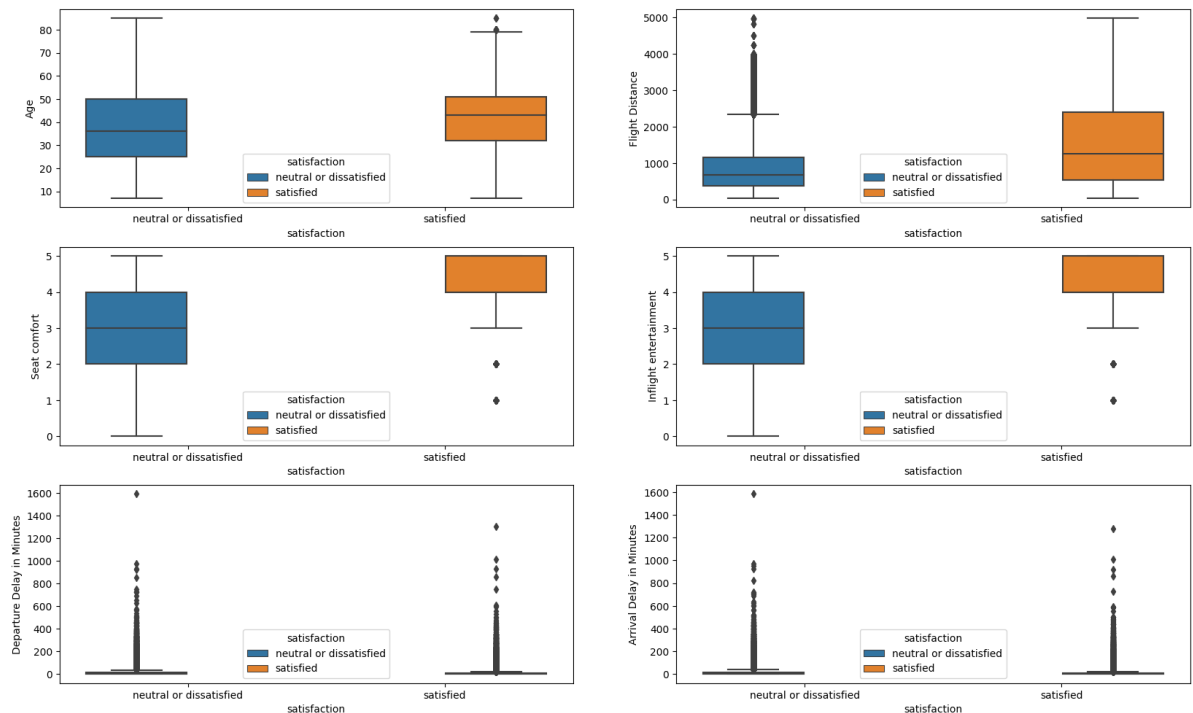 Age
80
70
60
50
40
30
20
10
satisfaction
neutral or dissatisfied
satisfied
neutral or dissatisfied
satisfied
satisfaction
Flight Distance
5000
4000
3000
2000
1000
0
satisfaction
neutral or dissatisfied
satisfied
neutral or dissatisfied
satisfied
satisfaction
Seat comfort
5
4
3
2
1
0
satisfaction
neutral or dissatisfied
satisfied
neutral or dissatisfied
satisfied
satisfaction
Inflight entertainment
5
4
3
2
1
0
satisfaction
neutral or dissatisfied
satisfied
neutral or dissatisfied
satisfied
satisfaction
Departure Delay in Minutes
1600
1400
1200
1000
800
600
400
200
0
satisfaction
neutral or dissatisfied
satisfied
neutral or dissatisfied
satisfied
satisfaction
Arrival Delay in Minutes
1600
1400
1200
1000
800
600
400
200
0
satisfaction
neutral or dissatisfied
satisfied
neutral or dissatisfied
satisfied
satisfaction